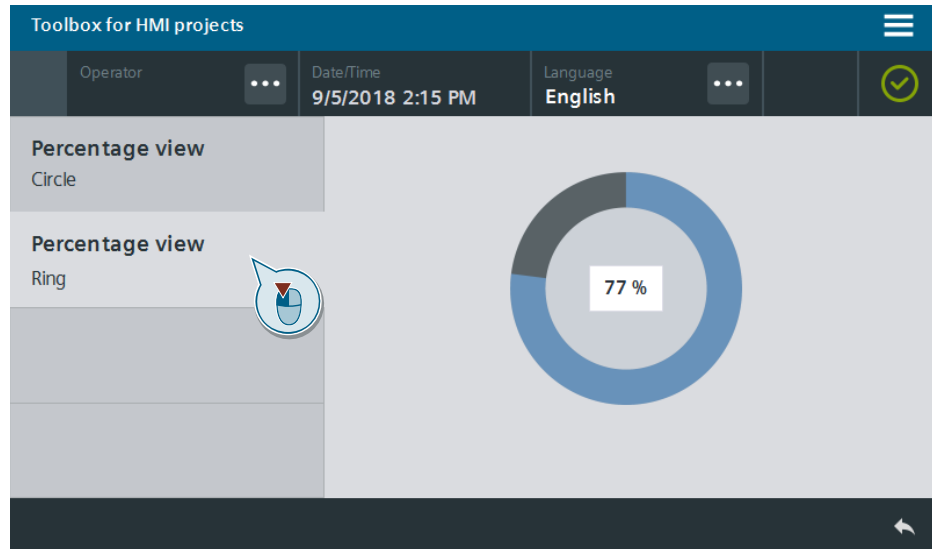 Toolbox for HMI projects
Operator
Date/Time
9/5/2018 2:15 PM
Language
English
Percentage view
Circle
Percentage view
Ring
77 %